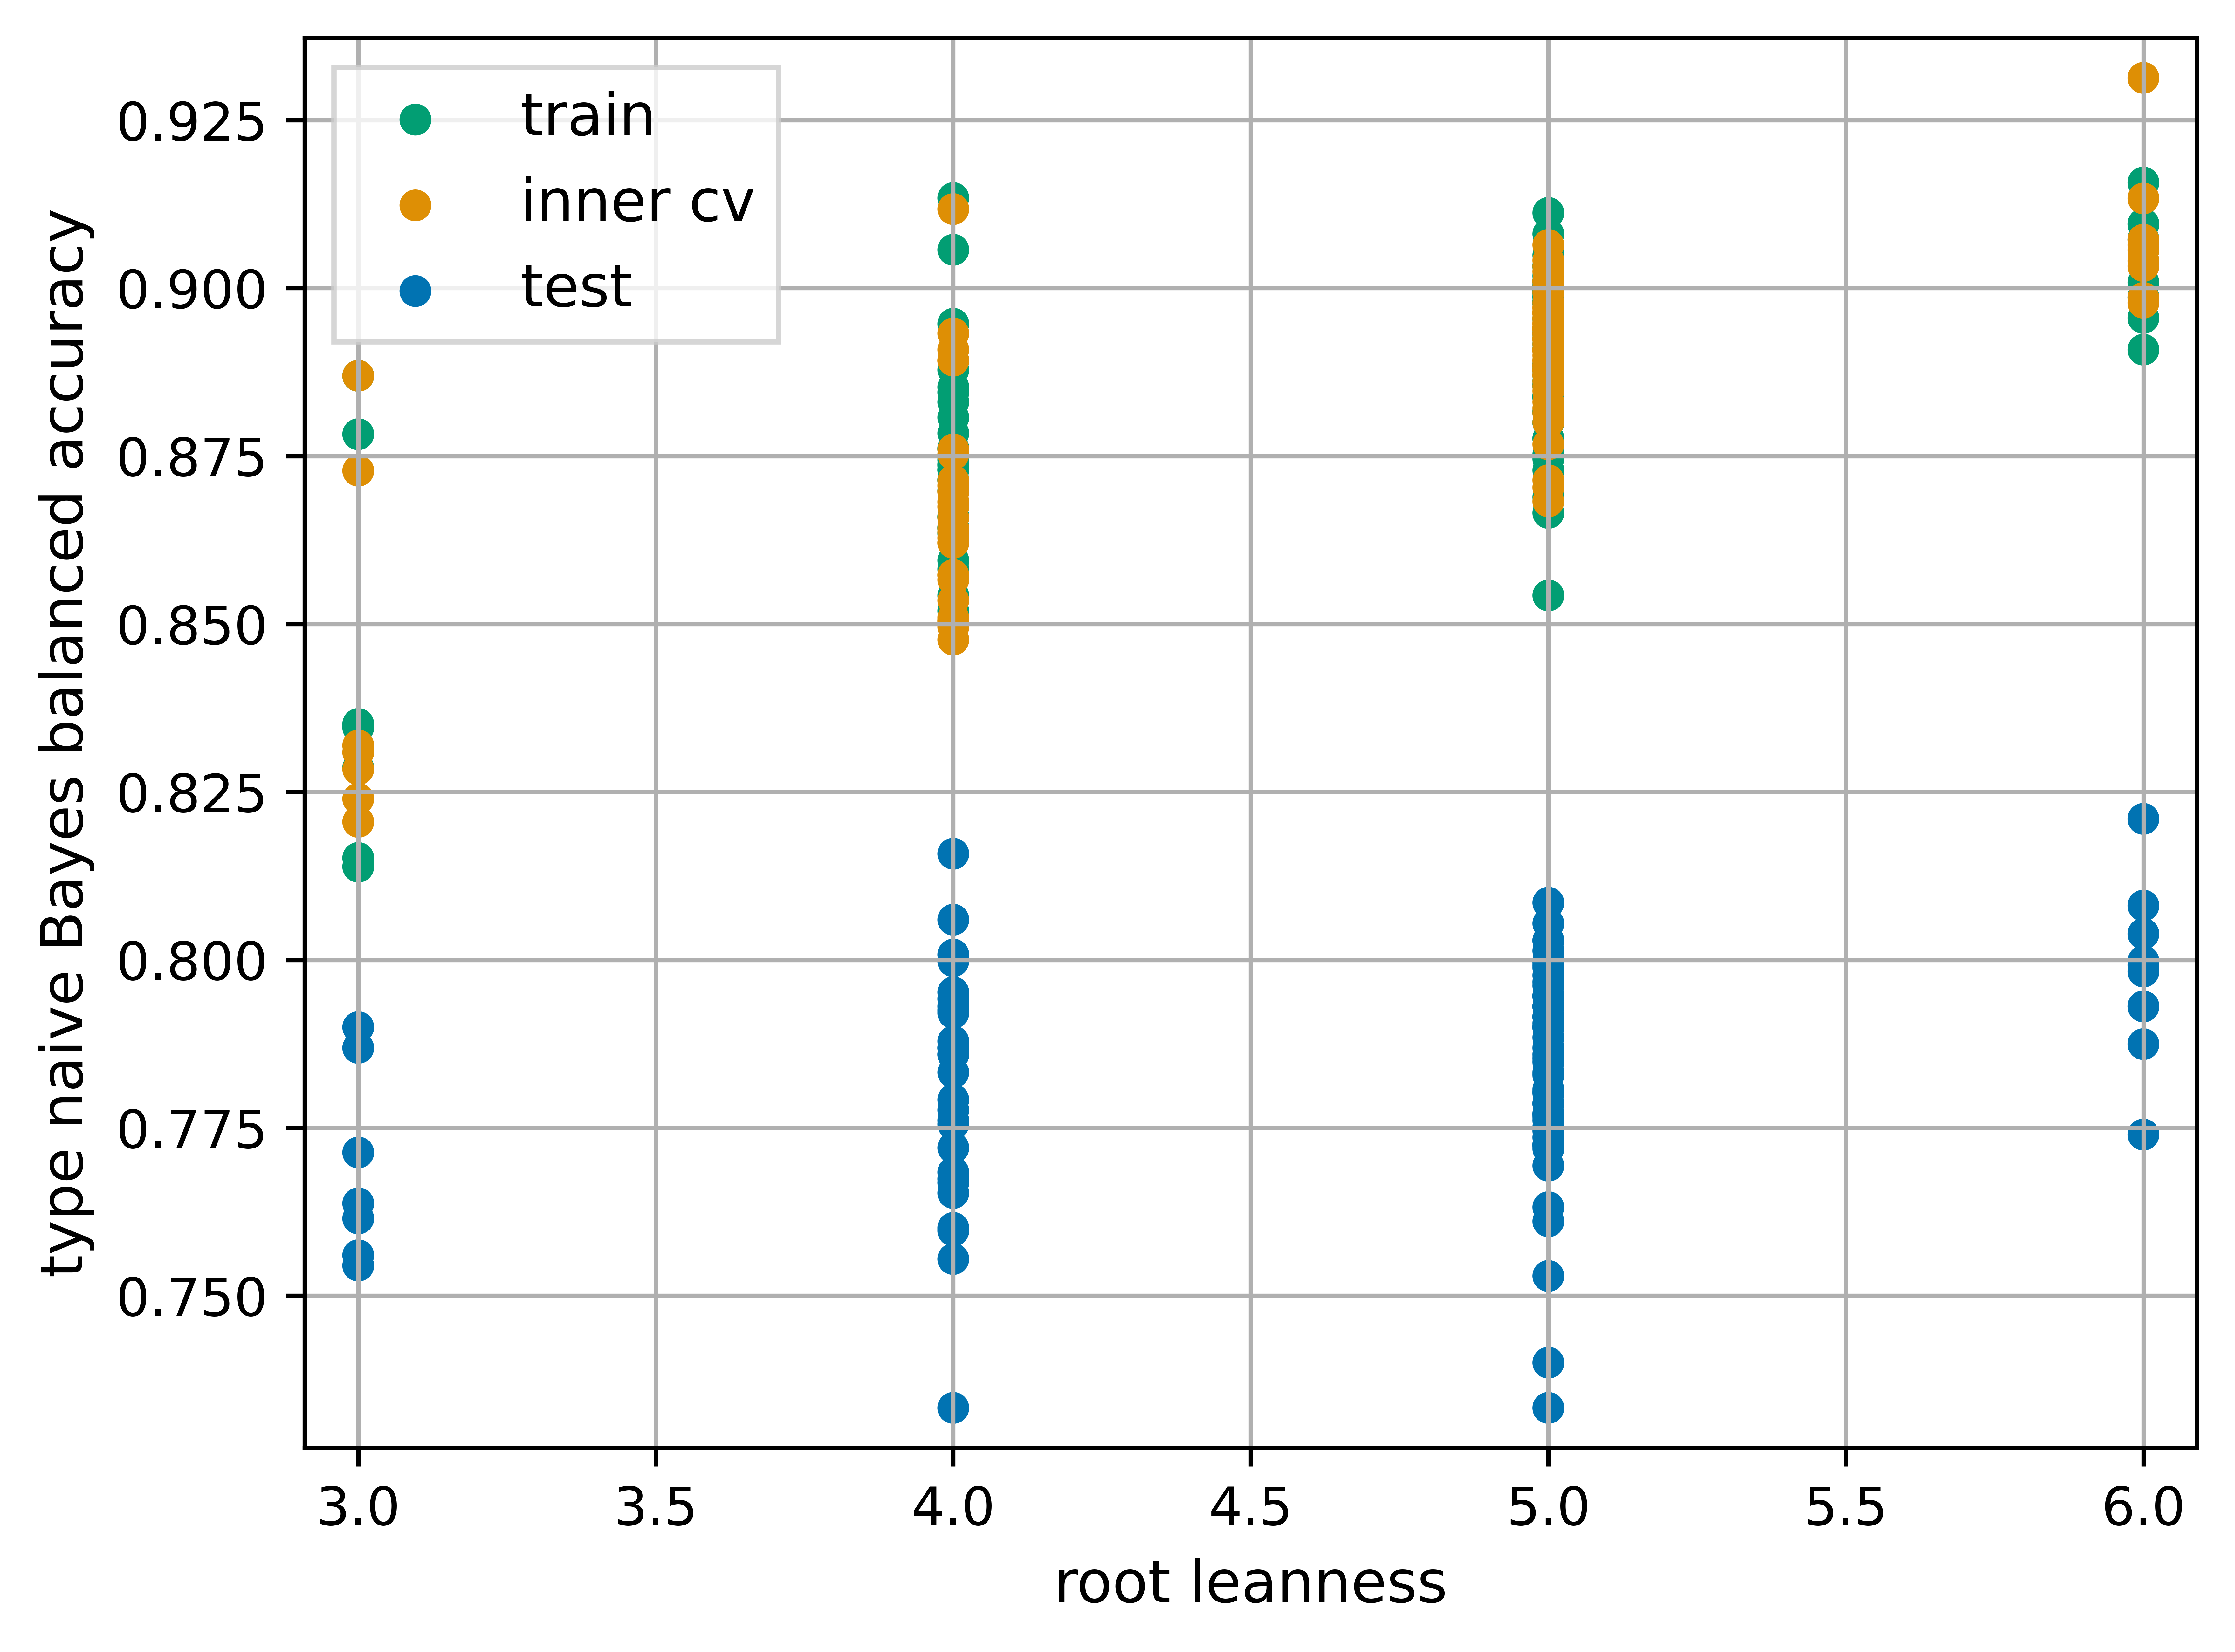 type naive Bayes balanced accuracy
0.925
0.900
0.875
0.850
0.825
0.800
0.775
0.750
train
inner cv
test
3.0 3.5 4.0 4.5 5.0 5.5 6.0
root leanness